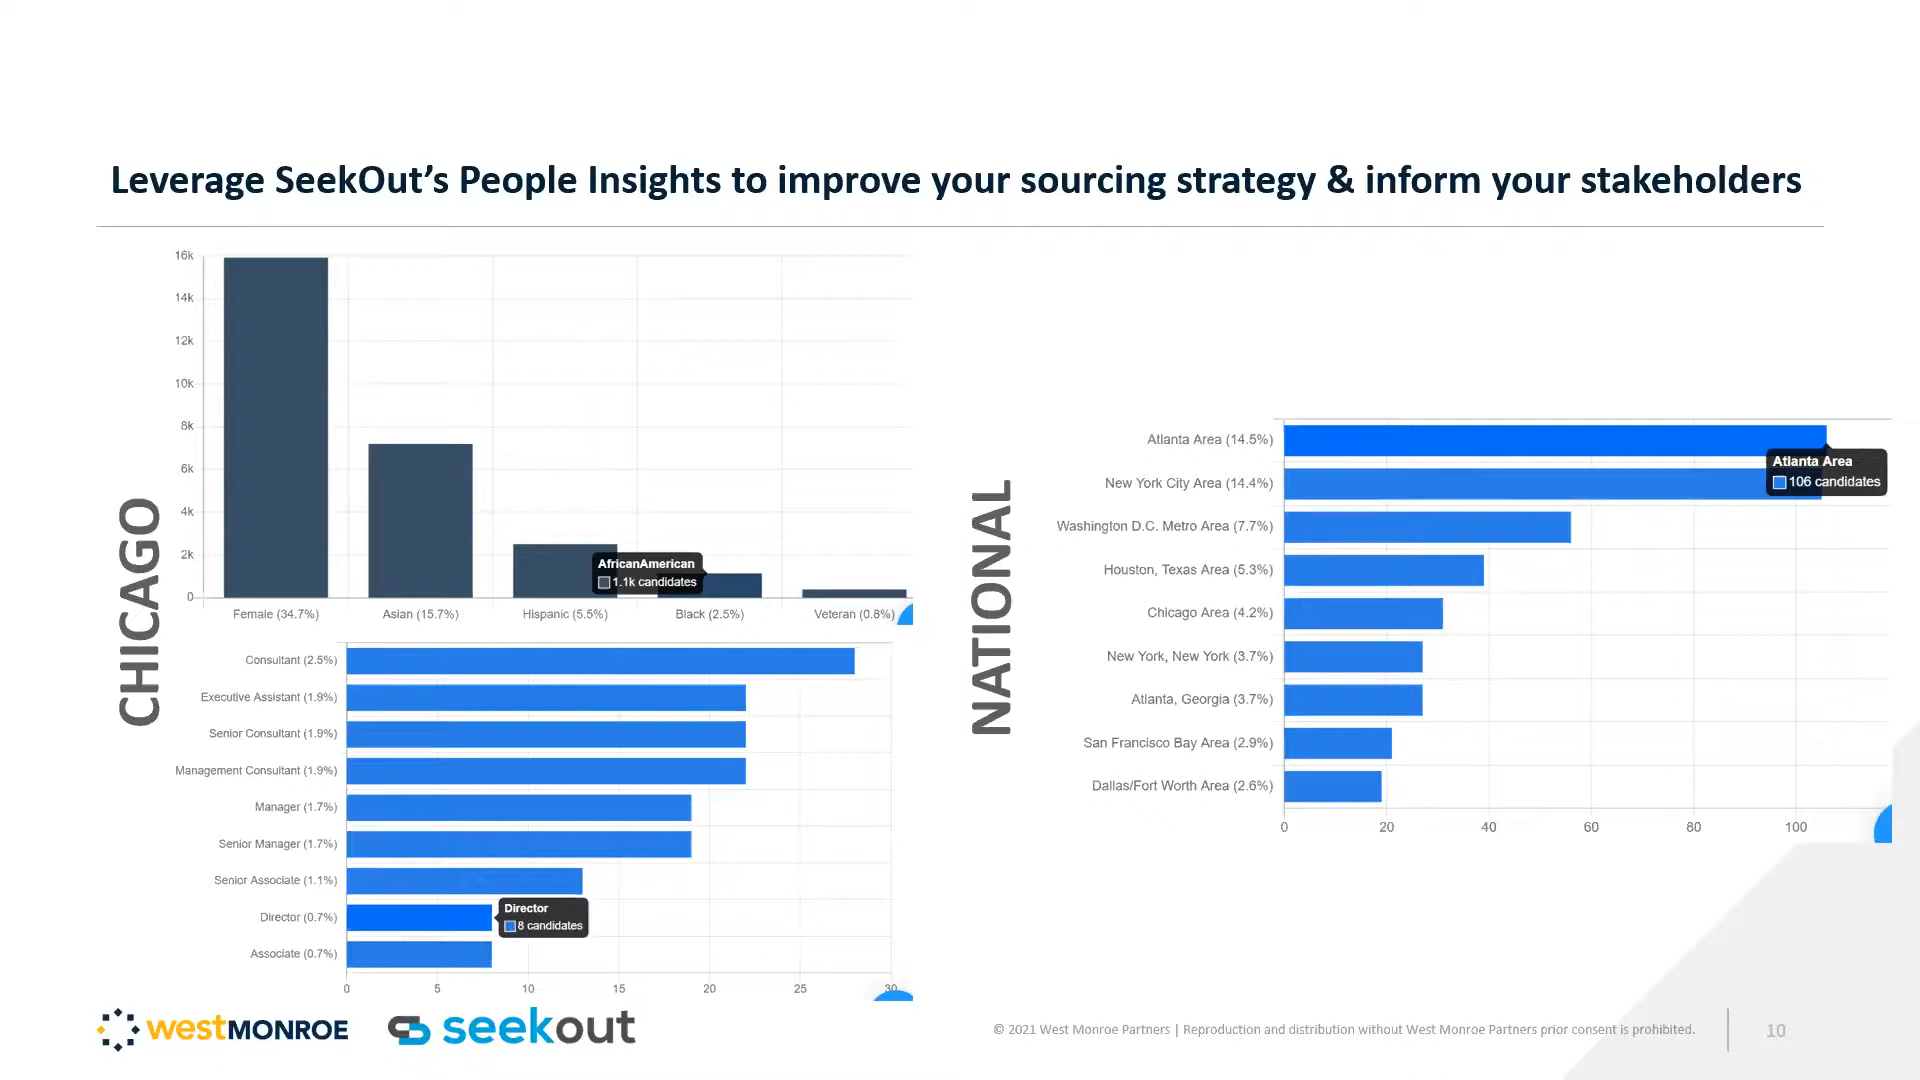 Leverage SeekOut’s People Insights to improve your sourcing strategy & inform your stakeholders
CHICAGO
16k
14k
12k
10k
8k
6k
4k
2k
0
AfricanAmerican
1.1k candidates
Female (34.7%)
Asian (15.7%)
Hispanic (5.5%)
Black (2.5%)
Veteran (0.8%)
Consultant (2.5%)
Executive Assistant (1.9%)
Senior Consultant (1.9%)
Management Consultant (1.9%)
Manager (1.7%)
Senior Manager (1.7%)
Senior Associate (1.1%)
Director (0.7%)
Associate (0.7%)
Director
8 candidates
0
5
10
15
20
25
30
NATIONAL
Atlanta Area (14.5%)
New York City Area (14.4%)
Washington D.C. Metro Area (7.7%)
Houston, Texas Area (5.3%)
Chicago Area (4.2%)
New York, New York (3.7%)
Atlanta, Georgia (3.7%)
San Francisco Bay Area (2.9%)
Dallas/Fort Worth Area (2.6%)
Atlanta Area
106 candidates
0
20
40
60
80
100
westMONROE
seekout
© 2021 West Monroe Partners | Reproduction and distribution without West Monroe Partners prior consent is prohibited.
10